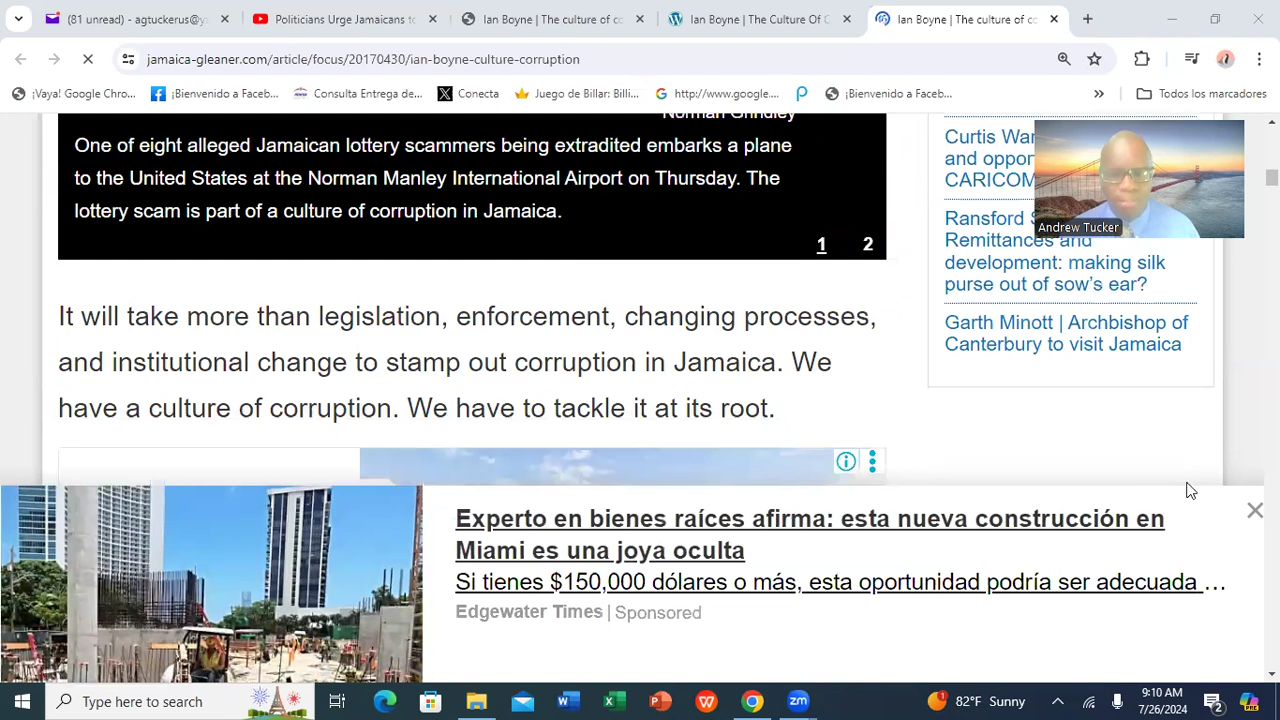 (81 unread) - agtuckerus@y
Politicians Urge Jamaicans to
Ian Boyne | The culture of co
Ian Boyne | The Culture Of C
Ian Boyne | The culture of co
jamaica-gleaner.com/article/focus/20170430/ian-boyne-culture-corruption
¡Vaya! Google Chro...
¡Bienvenido a Faceb...
Consulta Entrega de...
Conecta
Juego de Billar: Billi...
http://www.google....
¡Bienvenido a Faceb...
»
Todos los marcadores
Norman Grindley
One of eight alleged Jamaican lottery scammers being extradited embarks a plane
to the United States at the Norman Manley International Airport on Thursday. The
lottery scam is part of a culture of corruption in Jamaica.
1 2
Curtis War
and oppor
CARICOM
Ransford S
Remittances and
development: making silk
purse out of sow's ear?
Garth Minott | Archbishop of
Canterbury to visit Jamaica
Andrew Tucker
It will take more than legislation, enforcement, changing processes,
and institutional change to stamp out corruption in Jamaica. We
have a culture of corruption. We have to tackle it at its root.
Experto en bienes raíces afirma: esta nueva construcción en
Miami es una joya oculta
Si tienes $150,000 dólares o más, esta oportunidad podría ser adecuada ...
Edgewater Times | Sponsored
Type here to search
82°F Sunny
9:10 AM
7/26/2024
2